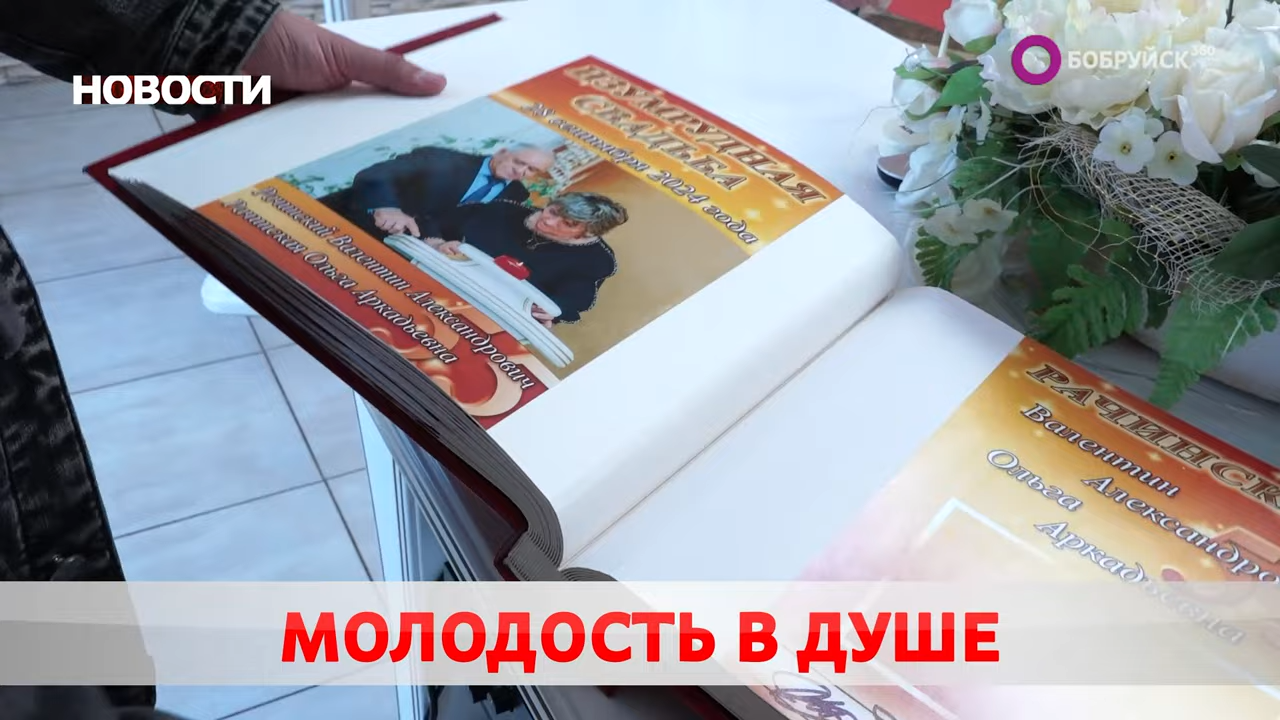 НОВОСТИ
БОБРУЙСК 360
ИЗУМРУДНАЯ
СВАДЬБА
28 сентября 2024 года
Рачинский Валентин Александрович
Рачинская Ольга Аркадьевна
РАЧИНСК
Валентин
Александро
Ольга
Аркадьевна
МОЛОДОСТЬ В ДУШЕ